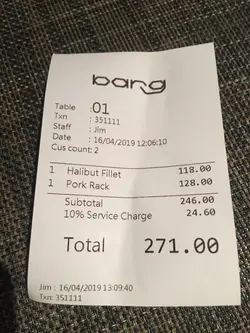 bang
Table : 01
Txn : 351111
Staff : Jim
Date : 16/04/2019 12:06:10
Cus count: 2
1 Halibut Fillet 118.00
1 Pork Rack 128.00
Subtotal 246.00
10% Service Charge 24.60
Total 271.00
Jim : 16/04/2019 13:09:40
Txn: 351111